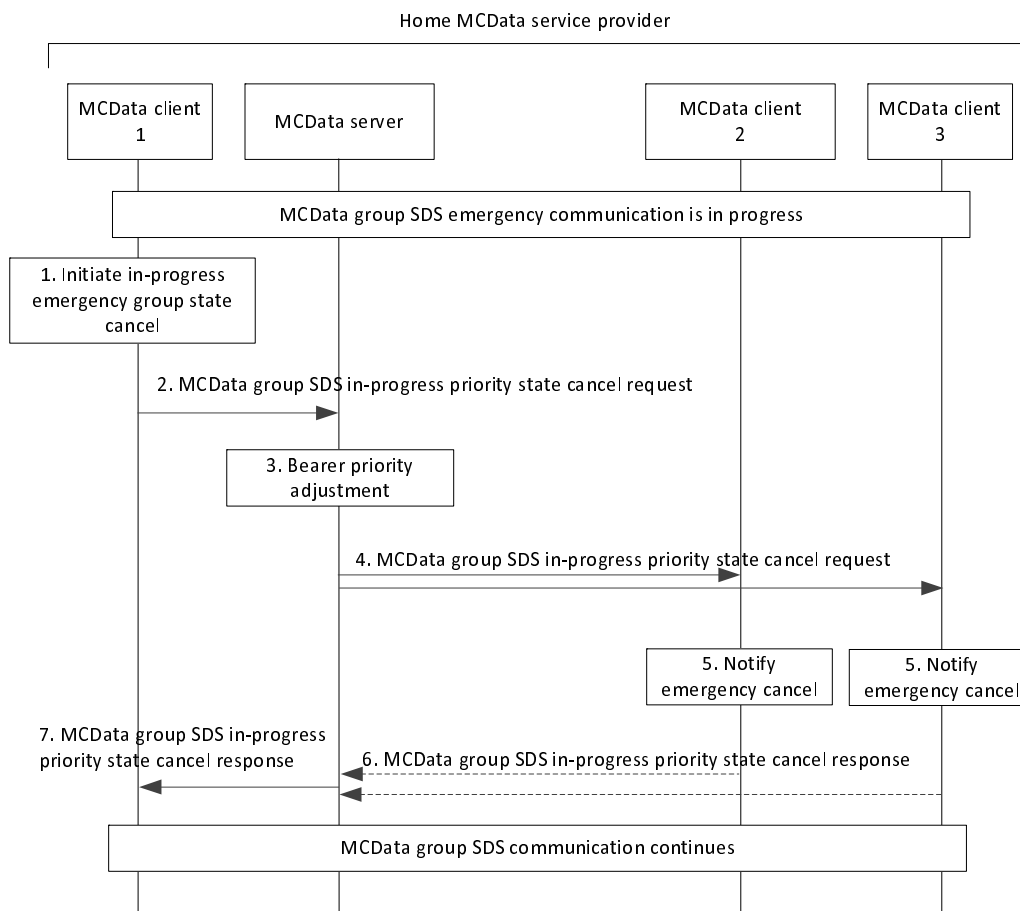 Home MCData service provider
MCData client
1
MCData server
MCData client
2
MCData client
3
MCData group SDS emergency communication is in progress
1. Initiate in-progress
emergency group state
cancel
2. MCData group SDS in-progress priority state cancel request
3. Bearer priority
adjustment
4. MCData group SDS in-progress priority state cancel request
5. Notify
emergency cancel
5. Notify
emergency cancel
7. MCData group SDS in-progress
priority state cancel response
6. MCData group SDS in-progress priority state cancel response
MCData group SDS communication continues